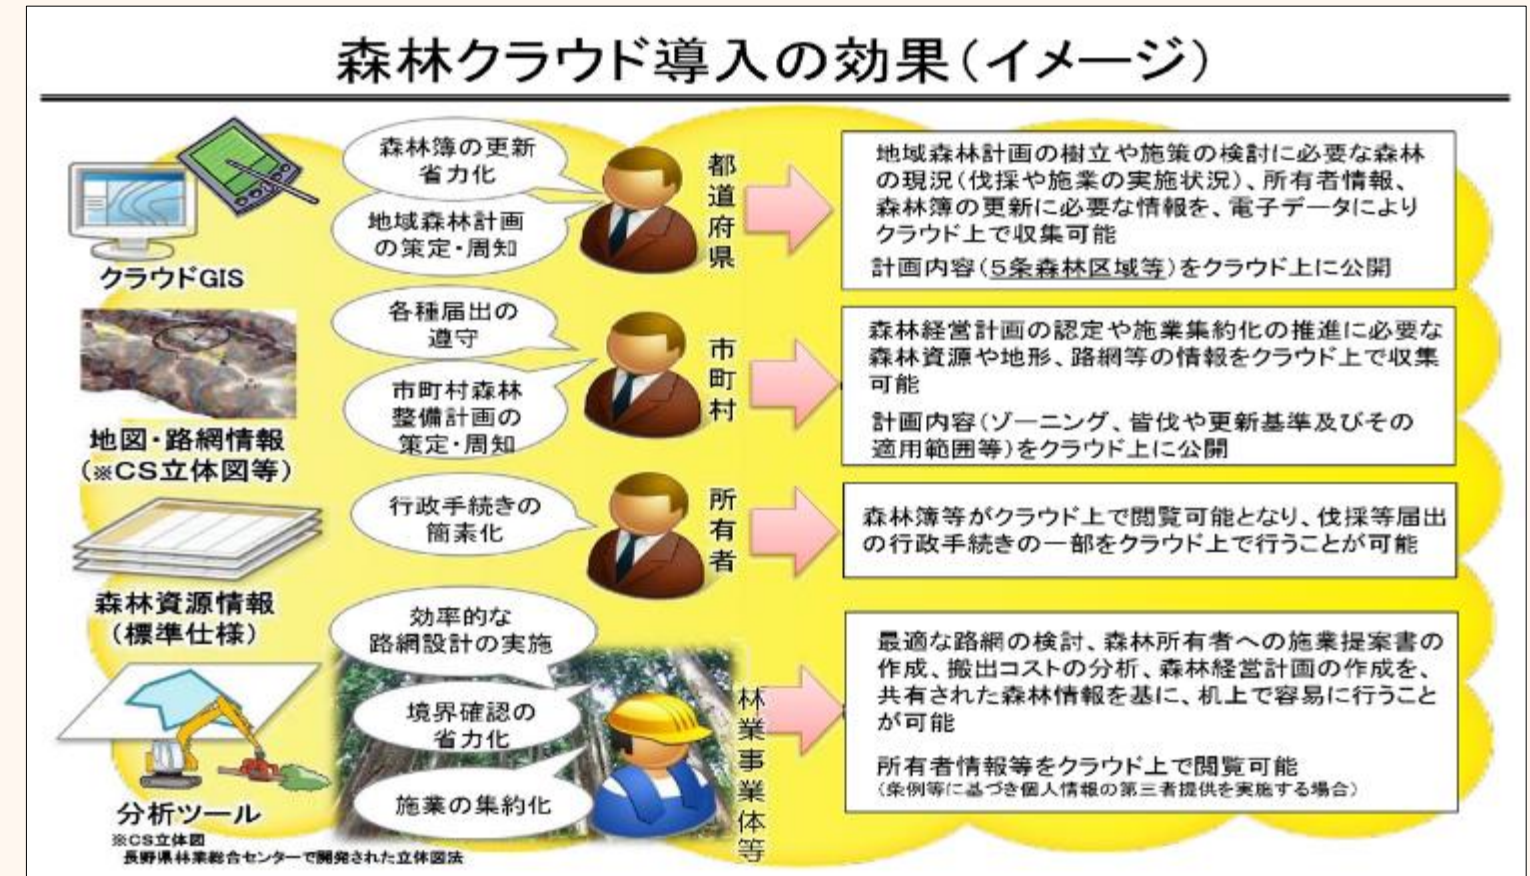 森林クラウド導入の効果(イメージ)
クラウドGIS
地図・路網情報
(※CS立体図等)
森林資源情報
(標準仕様)
分析ツール
※CS立体図
長野県林業総合センターで開発された立体図法
森林簿の更新
省力化
地域森林計画
の策定・周知
都道府県
地域森林計画の樹立や施策の検討に必要な森林
の現況(伐採や施業の実施状況)、所有者情報、
森林簿の更新に必要な情報を、電子データにより
クラウド上で収集可能
計画内容(5条森林区域等)をクラウド上に公開
各種届出の
遵守
市町村森林
整備計画の
策定・周知
市町村
森林経営計画の認定や施業集約化の推進に必要な
森林資源や地形、路網等の情報をクラウド上で収集
可能
計画内容(ゾーニング、皆伐や更新基準及びその
適用範囲等)をクラウド上に公開
行政手続きの
簡素化
所有者
森林簿等がクラウド上で閲覧可能となり、伐採等届出
の行政手続きの一部をクラウド上で行うことが可能
効率的な
路網設計の実施
境界確認の
省力化
施業の集約化
林業事業体等
最適な路網の検討、森林所有者への施業提案書の
作成、搬出コストの分析、森林経営計画の作成を、
共有された森林情報を基に、机上で容易に行うこと
が可能
所有者情報等をクラウド上で閲覧可能
(条例等に基づき個人情報の第三者提供を実施する場合)